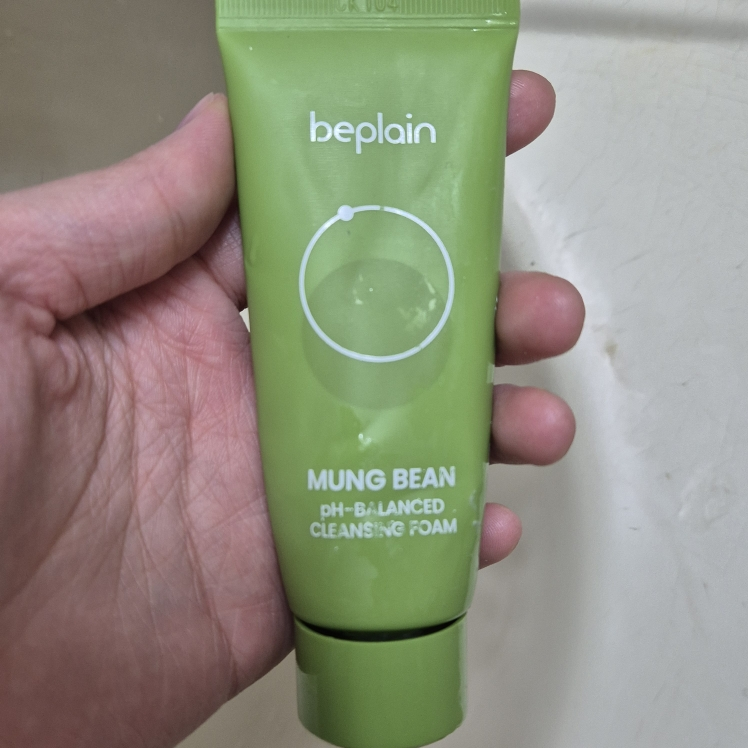 beplain
MUNG BEAN
pH-BALANCED
CLEANSING FOAM